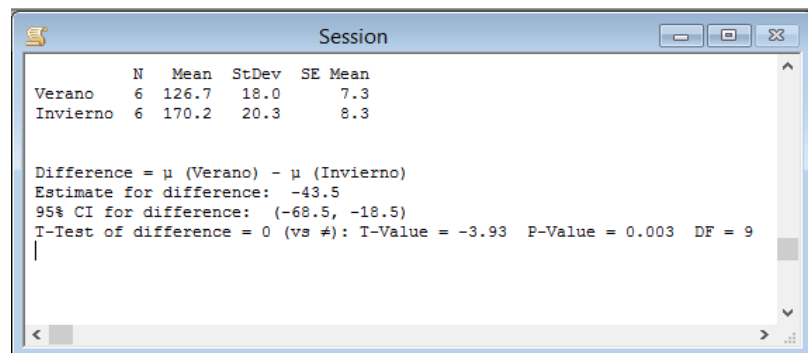 Session
N Mean StDev SE Mean
Verano 6 126.7 18.0 7.3
Invierno 6 170.2 20.3 8.3
Difference = μ (Verano) - μ (Invierno)
Estimate for difference: -43.5
95% CI for difference: (-68.5, -18.5)
T-Test of difference = 0 (vs ≠): T-Value = -3.93 P-Value = 0.003 DF = 9